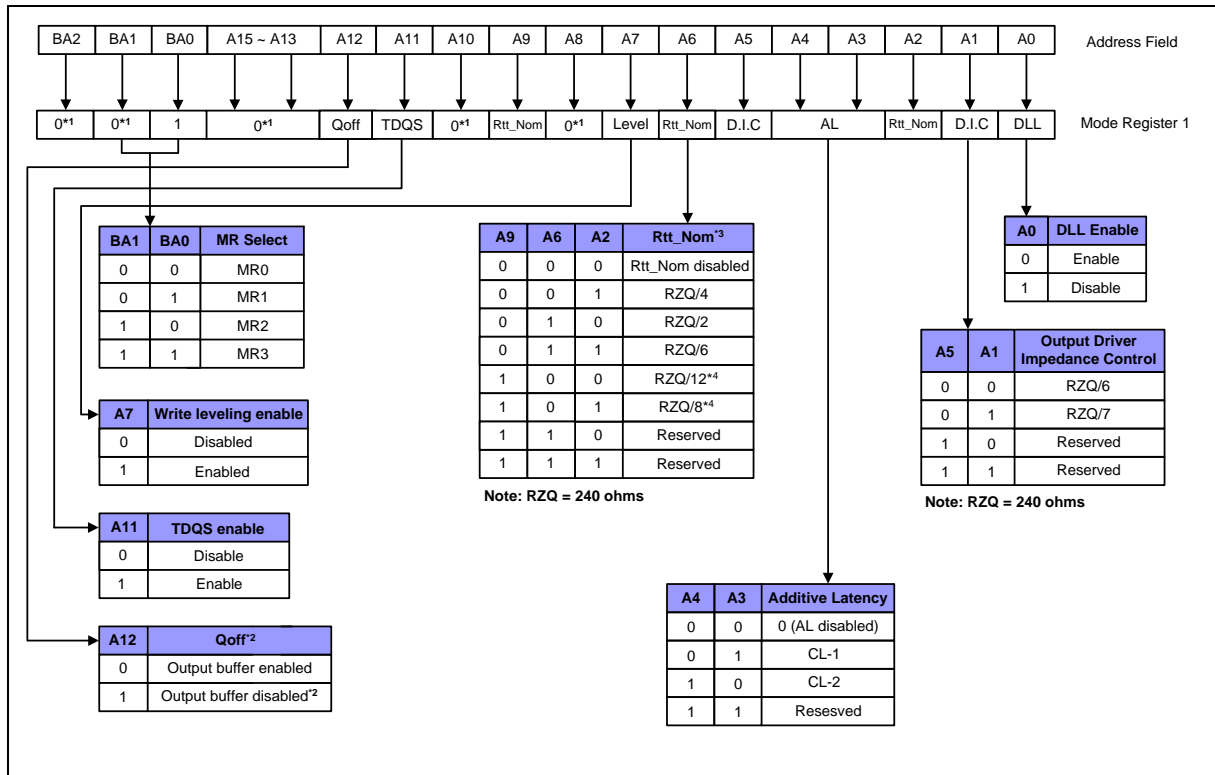 BA2 BA1 BA0 A15 ~ A13 A12 A11 A10 A9 A8 A7 A6 A5 A4 A3 A2 A1 A0 Address Field
0*1 0*1 1 0*1 Qoff TDQS 0*1 Rtt_Nom 0*1 Level Rtt_Nom D.I.C AL Rtt_Nom D.I.C DLL Mode Register 1
BA1 BA0 MR Select
0 0 MR0
0 1 MR1
1 0 MR2
1 1 MR3
A7 Write leveling enable
0 Disabled
1 Enabled
A11 TDQS enable
0 Disable
1 Enable
A12 Qoff*2
0 Output buffer enabled
1 Output buffer disabled*2
A9 A6 A2 Rtt_Nom*3
0 0 0 Rtt_Nom disabled
0 0 1 RZQ/4
0 1 0 RZQ/2
0 1 1 RZQ/6
1 0 0 RZQ/12*4
1 0 1 RZQ/8*4
1 1 0 Reserved
1 1 1 Reserved
Note: RZQ = 240 ohms
A0 DLL Enable
0 Enable
1 Disable
A5 A1 Output Driver
Impedance Control
0 0 RZQ/6
0 1 RZQ/7
1 0 Reserved
1 1 Reserved
Note: RZQ = 240 ohms
A4 A3 Additive Latency
0 0 0 (AL disabled)
0 1 CL-1
1 0 CL-2
1 1 Resesved